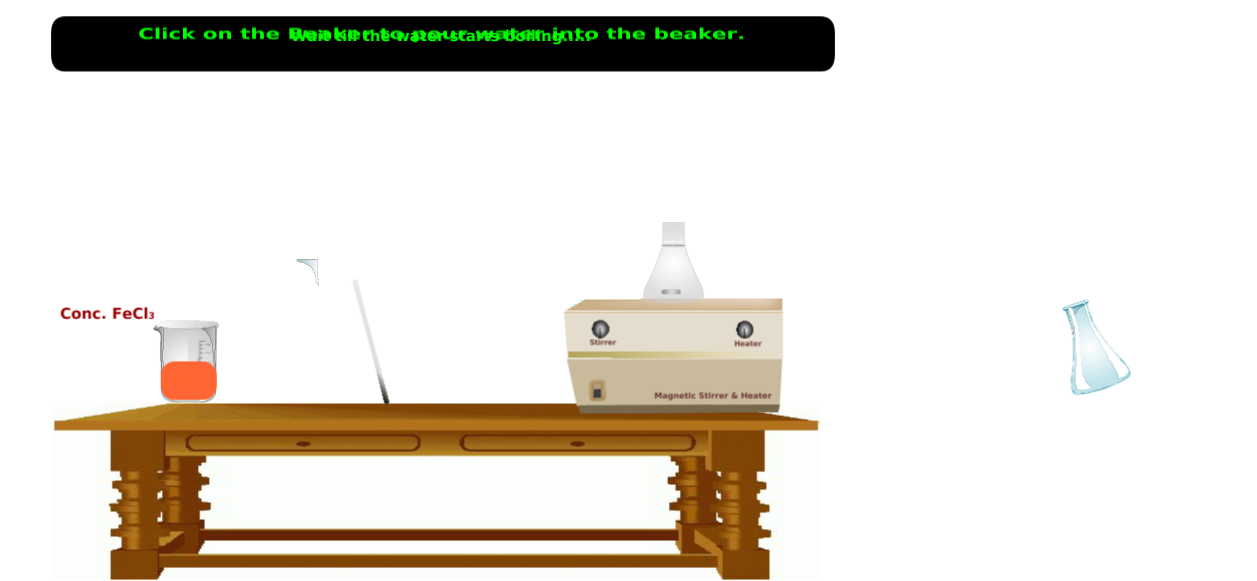 Click on the Beaker to pour water into the beaker.
Wait till the water starts boiling.....
Conc. FeCl₃
Stirrer
Heater
Magnetic Stirrer & Heater